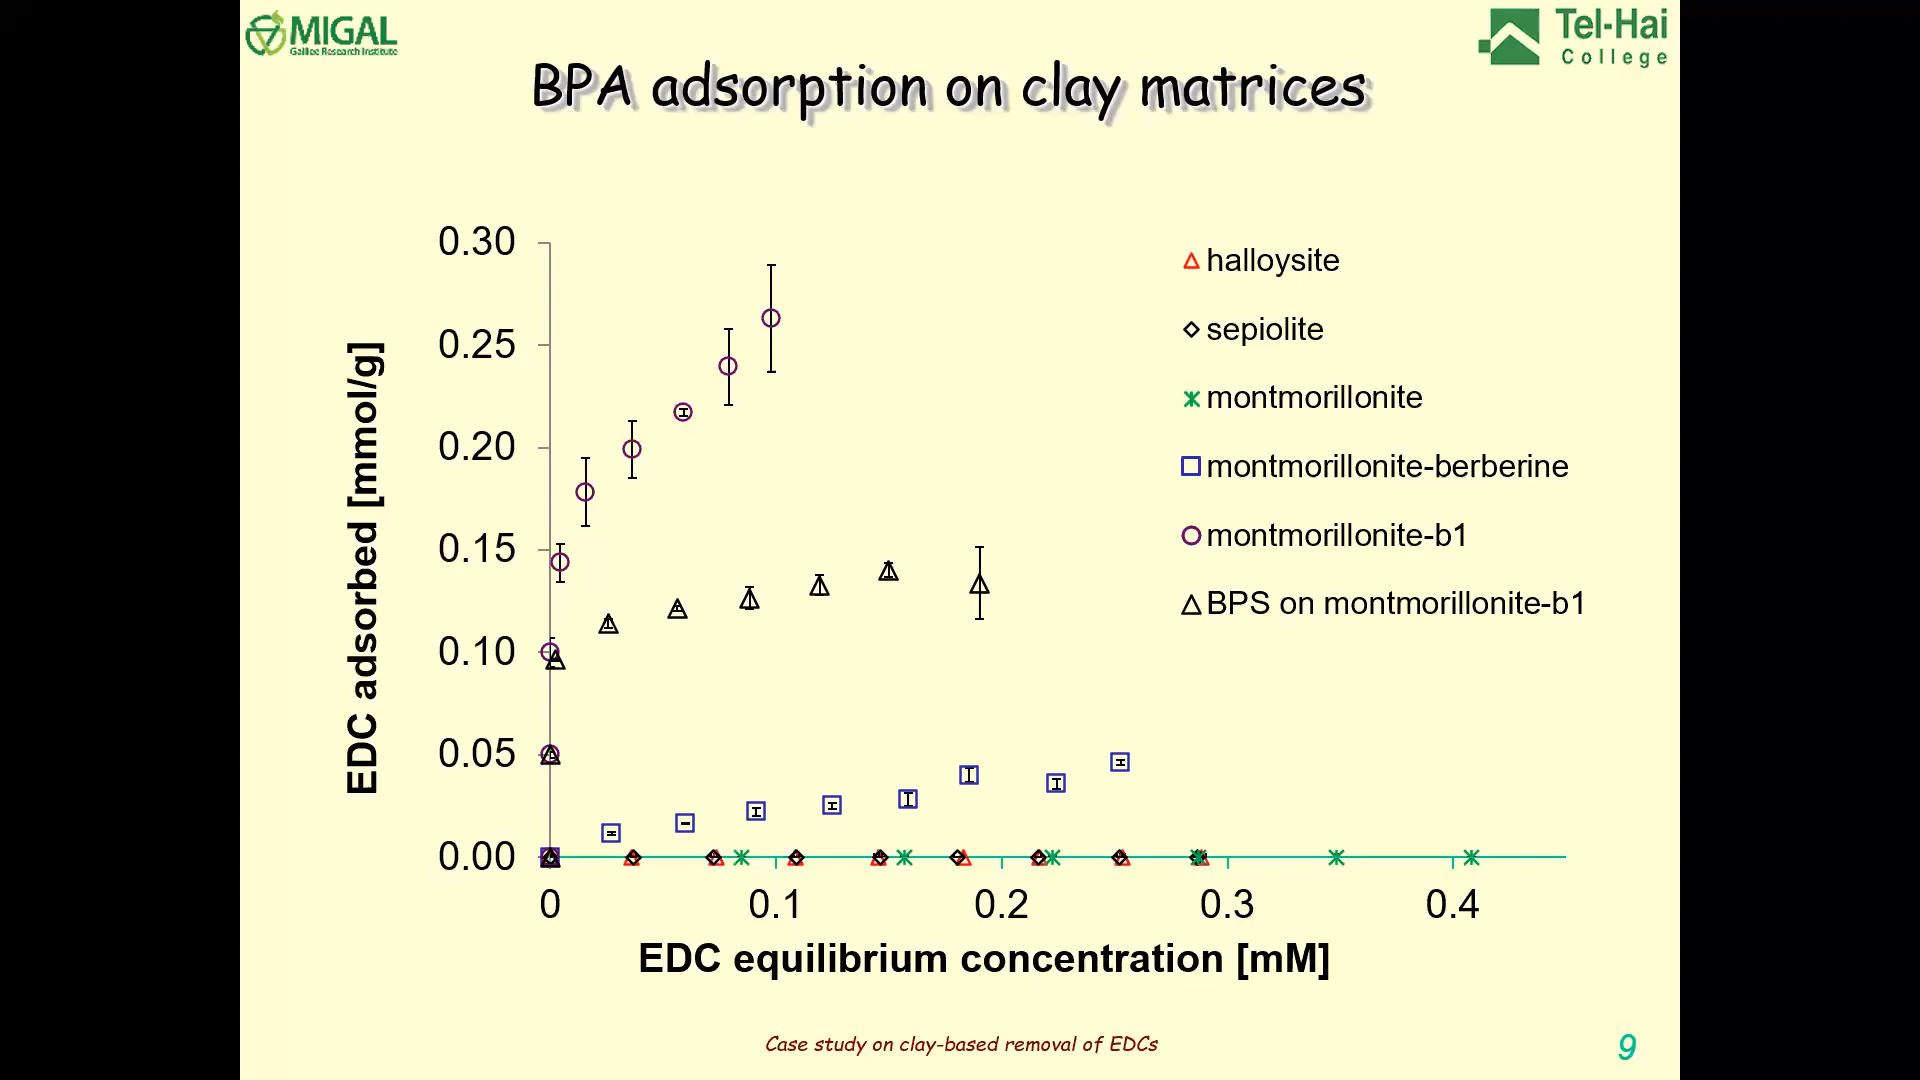 MIGAL
Galilee Research Institute
Tel-Hai
College
BPA adsorption on clay matrices
0.30
0.25
0.20
0.15
0.10
0.05
0.00
EDC adsorbed [mmol/g]
halloysite
sepiolite
montmorillonite
montmorillonite-berberine
montmorillonite-b1
BPS on montmorillonite-b1
0 0.1 0.2 0.3 0.4
EDC equilibrium concentration [mM]
Case study on clay-based removal of EDCs
9